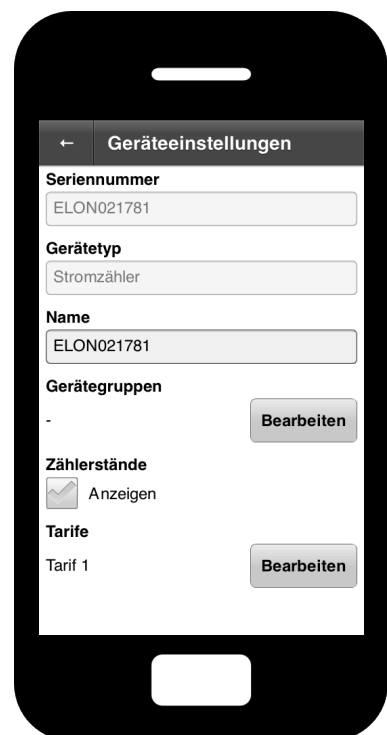 ← Geräteeinstellungen
Seriennummer
ELON021781
Gerätetyp
Stromzähler
Name
ELON021781
Gerätegruppen
- Bearbeiten
Zählerstände
Anzeigen
Tarife
Tarif 1 Bearbeiten